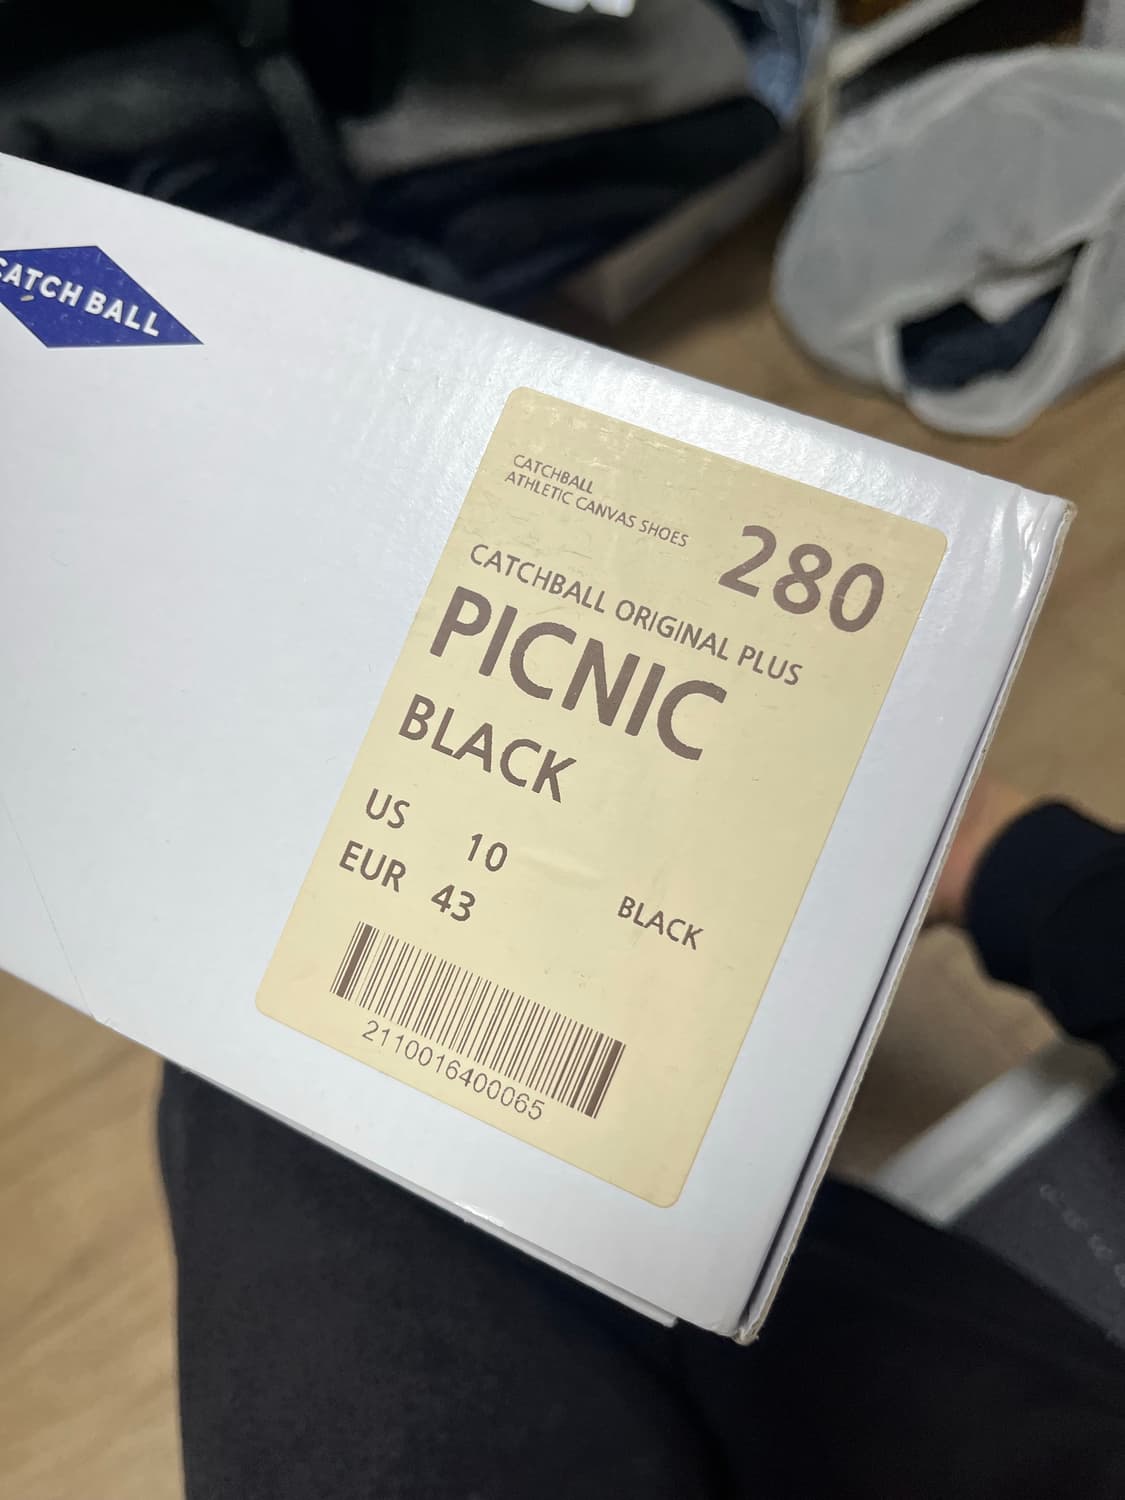 CATCH BALL
CATCHBALL
ATHLETIC CANVAS SHOES
280
CATCHBALL ORIGINAL PLUS
PICNIC
BLACK
US 10
EUR 43
BLACK
2110016400065